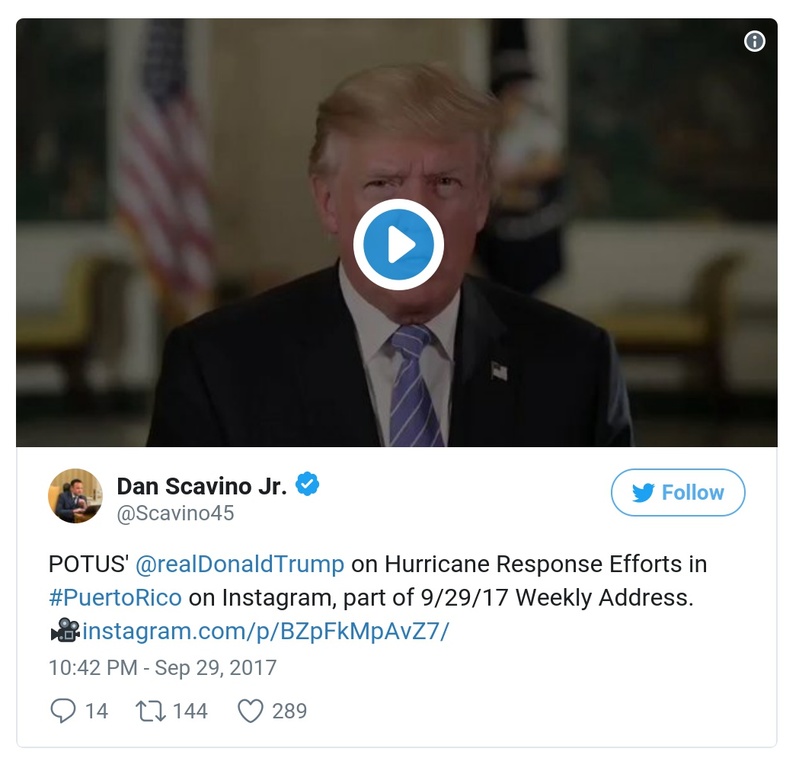 Dan Scavino Jr.
@Scavino45
Follow
POTUS' @realDonaldTrump on Hurricane Response Efforts in
#PuertoRico on Instagram, part of 9/29/17 Weekly Address.
🎥instagram.com/p/BZpFkMpAvZ7/
10:42 PM - Sep 29, 2017
14 144 289